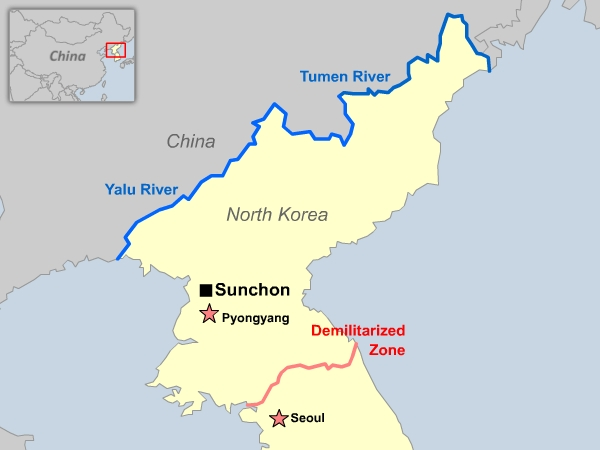 China
Tumen River
China
Yalu River
North Korea
Sunchon
Pyongyang
Demilitarized
Zone
Seoul